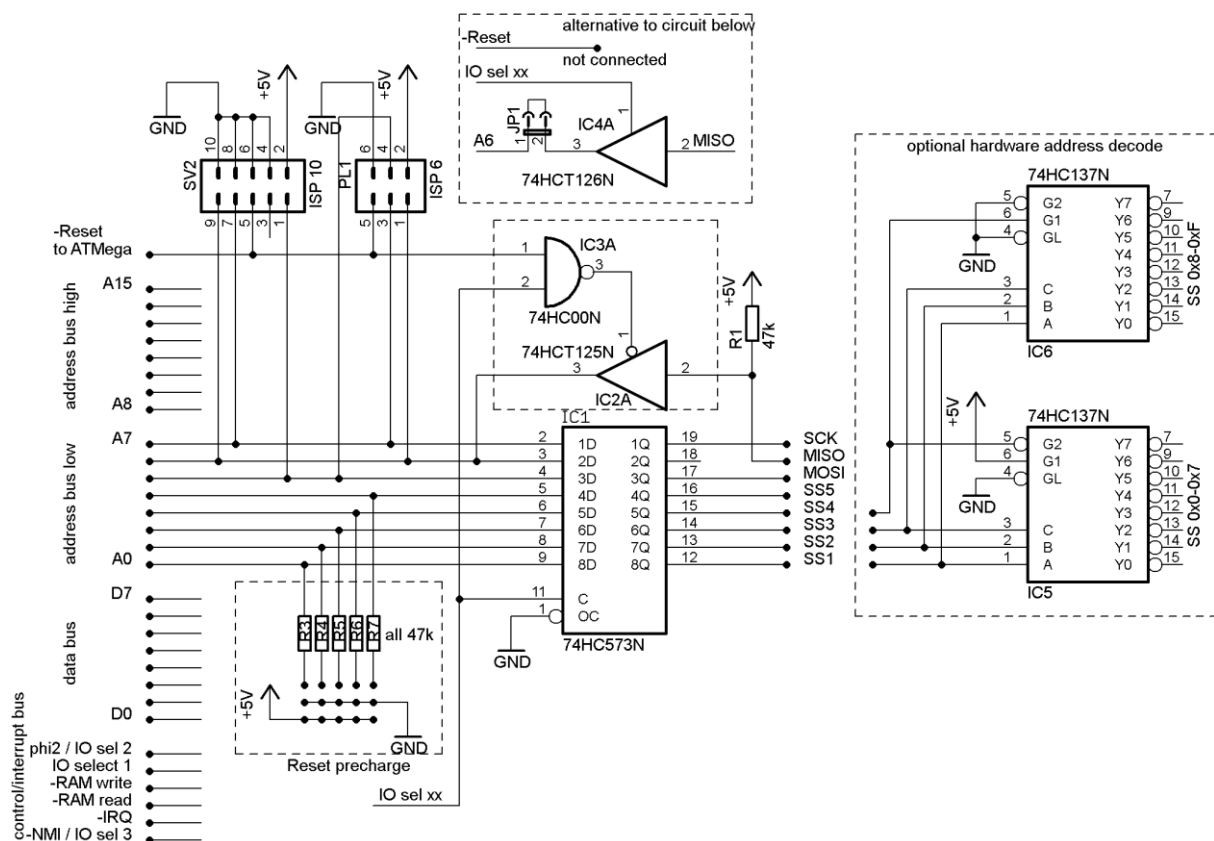 alternative to circuit below
-Reset
not connected
IO sel xx
+5V
+5V
GND
GND
JP1
IC4A
1
A6
1
2
3
2
MISO
74HCT126N
10
8
6
4
2
SV2
ISP 10
9
7
5
3
1
6
4
2
PL1
ISP 6
5
3
1
optional hardware address decode
74HC137N
5
G2
Y7
7
6
G1
Y6
9
4
GL
Y5
10
Y4
11
GND
Y3
12
3
C
Y2
13
2
B
Y1
14
1
A
Y0
15
SS 0x8-0xF
IC6
-Reset
to ATMega
1
IC3A
3
2
74HC00N
A15
address bus high
A8
+5V
R1
47k
74HCT125N
1
3
2
IC2A
IC1
A7
address bus low
A0
2
1D
1Q
19
SCK
3
2D
2Q
18
MISO
4
3D
3Q
17
MOSI
5
4D
4Q
16
SS5
6
5D
5Q
15
SS4
7
6D
6Q
14
SS3
8
7D
7Q
13
SS2
9
8D
8Q
12
SS1
11
C
1
OC
GND
74HC573N
74HC137N
+5V
5
G2
Y7
7
6
G1
Y6
9
4
GL
Y5
10
Y4
11
GND
Y3
12
3
C
Y2
13
2
B
Y1
14
1
A
Y0
15
SS 0x0-0x7
IC5
D7
data bus
D0
R3
R4
R5
R6
R7
all 47k
+5V
GND
Reset precharge
IO sel xx
control/interrupt bus
phi2 / IO sel 2
IO select 1
-RAM write
-RAM read
-IRQ
-NMI / IO sel 3